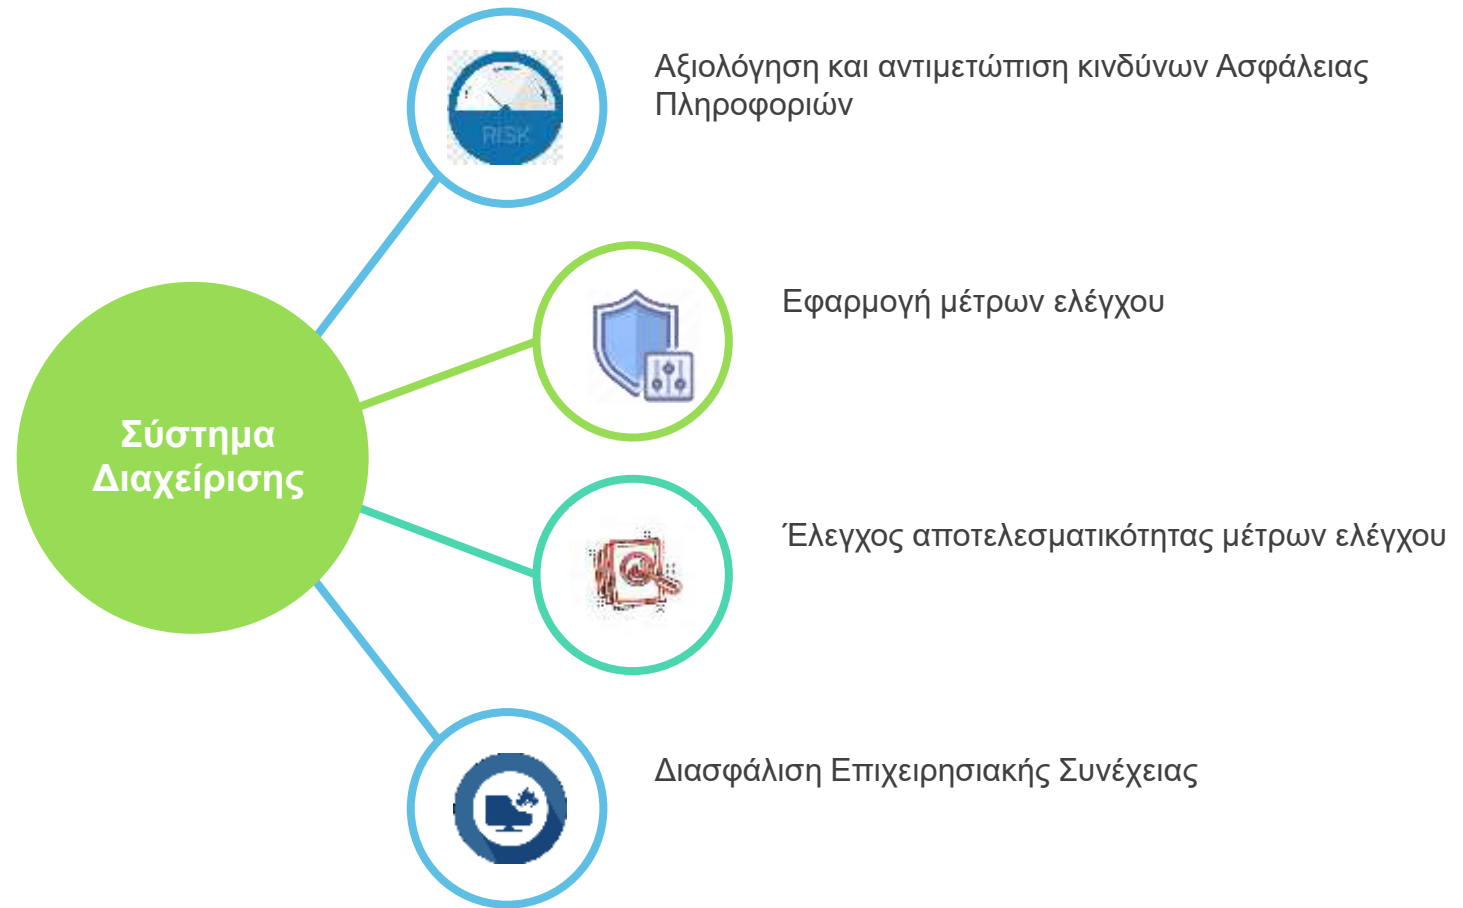 Αξιολόγηση και αντιμετώπιση κινδύνων Ασφάλειας
Πληροφοριών
RISK
Εφαρμογή μέτρων ελέγχου
Σύστημα
Διαχείρισης
Έλεγχος αποτελεσματικότητας μέτρων ελέγχου
Διασφάλιση Επιχειρησιακής Συνέχειας